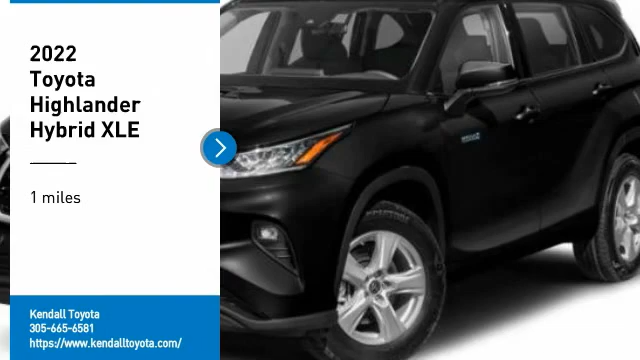 2022
Toyota
Highlander
Hybrid XLE
1 miles
Kendall Toyota
305-665-6581
https://www.kendalltoyota.com/